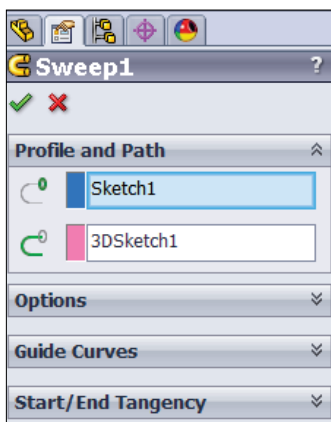 Sweep1 ?
Profile and Path
Sketch1
3DSketch1
Options
Guide Curves
Start/End Tangency